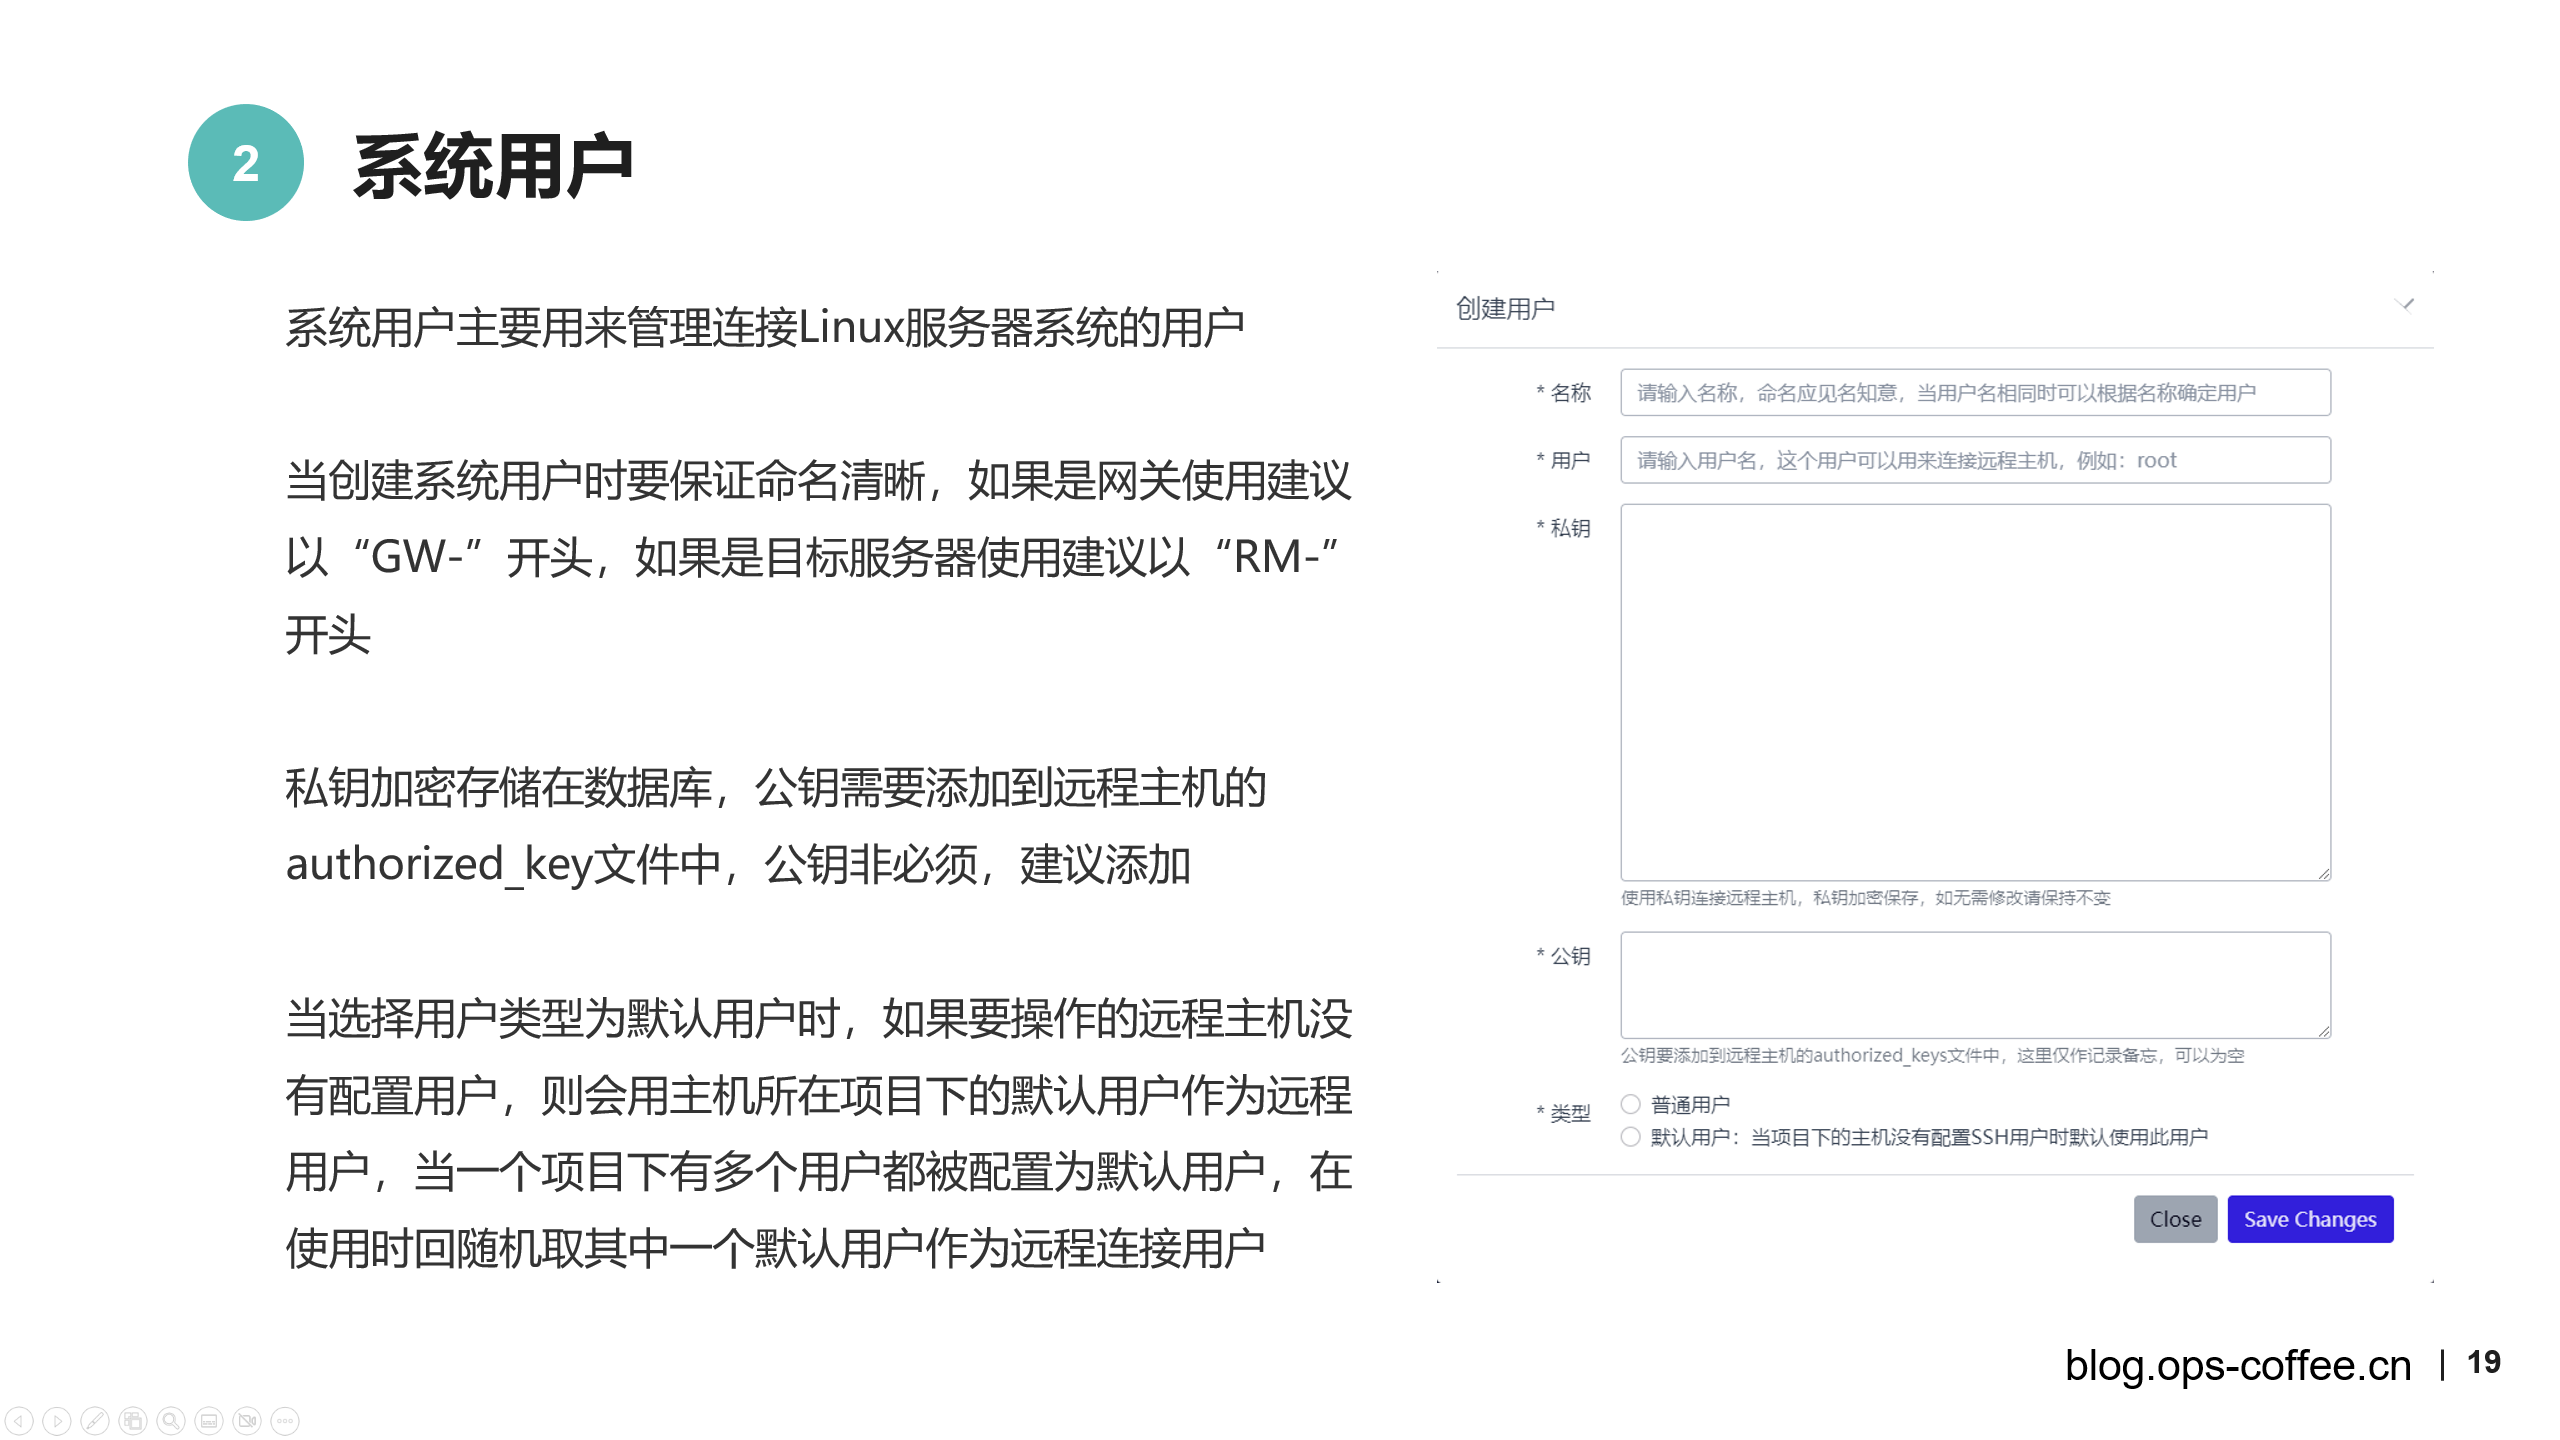 2
系统用户
系统用户主要用来管理连接Linux服务器系统的用户
当创建系统用户时要保证命名清晰，如果是网关使用建议
以“GW-”开头，如果是目标服务器使用建议以“RM-”
开头
私钥加密存储在数据库，公钥需要添加到远程主机的
authorized_key文件中，公钥非必须，建议添加
当选择用户类型为默认用户时，如果要操作的远程主机没
有配置用户，则会用主机所在项目下的默认用户作为远程
用户，当一个项目下有多个用户都被配置为默认用户，在
使用时回随机取其中一个默认用户作为远程连接用户
创建用户
* 名称
请输入名称，命名应见名知意，当用户名相同时可以根据名称确定用户
* 用户
请输入用户名，这个用户可以用来连接远程主机，例如：root
* 私钥
使用私钥连接远程主机，私钥加密保存，如无需修改请保持不变
* 公钥
公钥要添加到远程主机的authorized_keys文件中，这里仅作记录备忘，可以为空
* 类型
普通用户
默认用户：当项目下的主机没有配置SSH用户时默认使用此用户
Close
Save Changes
blog.ops-coffee.cn | 19